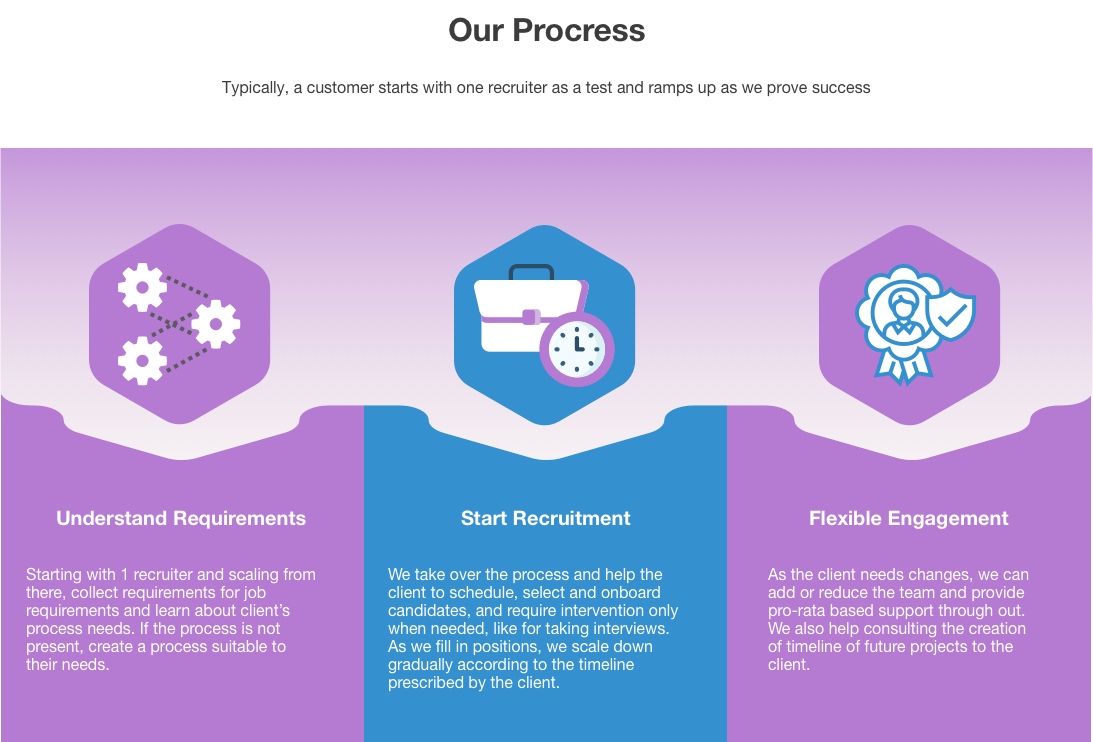 Our Procress
Typically, a customer starts with one recruiter as a test and ramps up as we prove success
Understand Requirements
Starting with 1 recruiter and scaling from
there, collect requirements for job
requirements and learn about client's
process needs. If the process is not
present, create a process suitable to
their needs.
Start Recruitment
We take over the process and help the
client to schedule, select and onboard
candidates, and require intervention only
when needed, like for taking interviews.
As we fill in positions, we scale down
gradually according to the timeline
prescribed by the client.
Flexible Engagement
As the client needs changes, we can
add or reduce the team and provide
pro-rata based support through out.
We also help consulting the creation
of timeline of future projects to the
client.